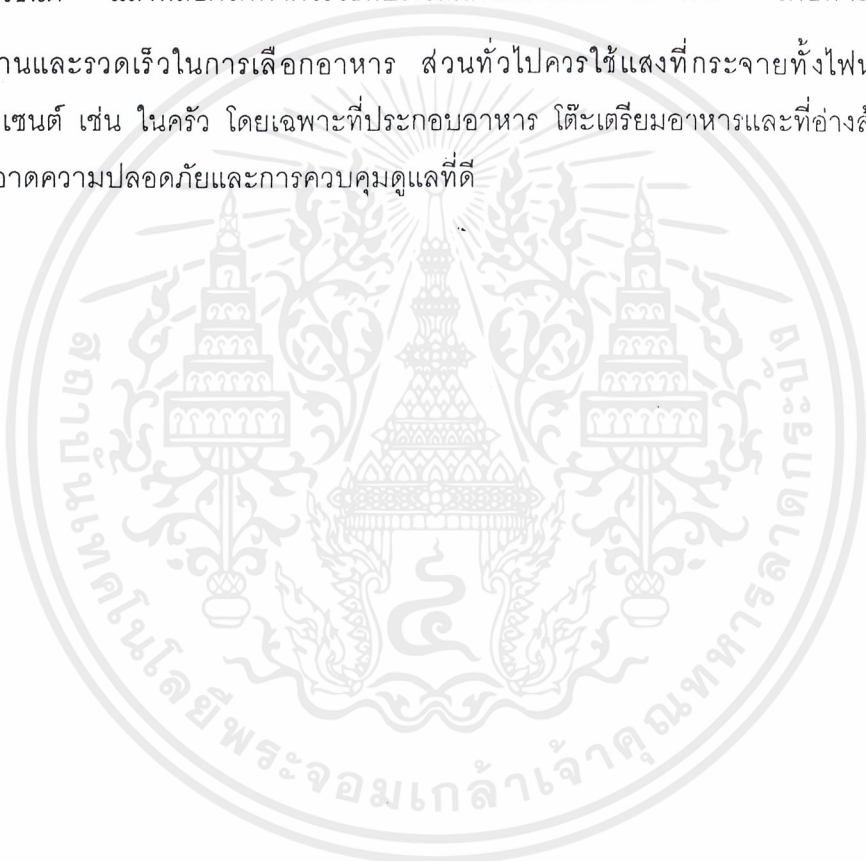 านและรวดเร็วในการเลือกอาหาร ส่วนทั่วไปควรใช้แสงที่กระจายทั้งไฟน
เซนต์ เช่น ในครัว โดยเฉพาะที่ประกอบอาหาร โต๊ะเตรียมอาหารและที่อ่างล้
อาดความปลอดภัยและการควบคุมดูแลที่ดี
สถาบันเทคโนโลยีพระจอมเกล้าเจ้าคุณทหารลาดกระบัง